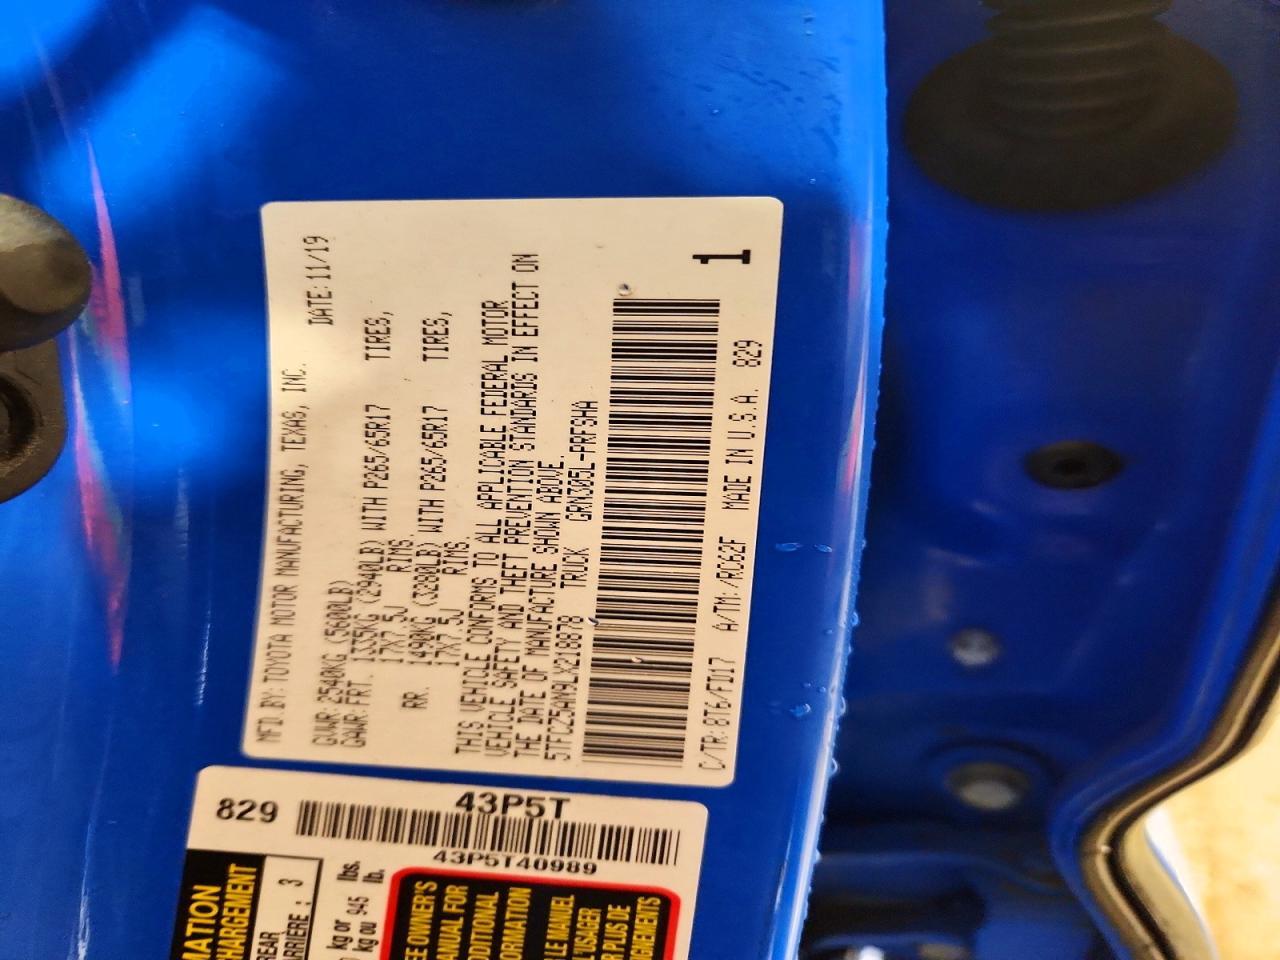 MFD.BY:TOYOTA MOTOR MANUFACTURING, TEXAS, INC.
DATE:11/19
GVWR:2540KG(5600LB)
GAWR:FRT. 1335KG (2940LB) WITH P265/65R17 TIRES,
17X7.5J RIMS.
RR. 1490KG (3280LB) WITH P265/65R17 TIRES,
17X7.5J RIMS.
THIS VEHICLE CONFORMS TO ALL APPLICABLE FEDERAL MOTOR
VEHICLE SAFETY AND THEFT PREVENTION STANDARDS IN EFFECT ON
THE DATE OF MANUFACTURE SHOWN ABOVE.
5TFCZ5AN9LX218878 TRUCK GRN305L-PRFSHA
1
C/TR:8T6/FD17 A/TM:/RC62F MADE IN U.S.A. 829
829 43P5T
43P5T40989
REAR
ARRIÈRE : 3
kg or lbs.
kg ou 945 lb.